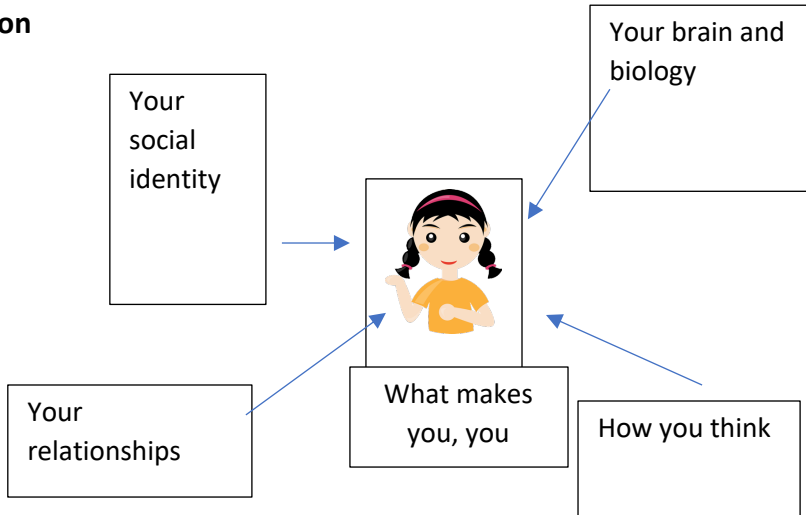 on
Your brain and
biology
Your
social
identity
What makes
you, you
Your
relationships
How you think